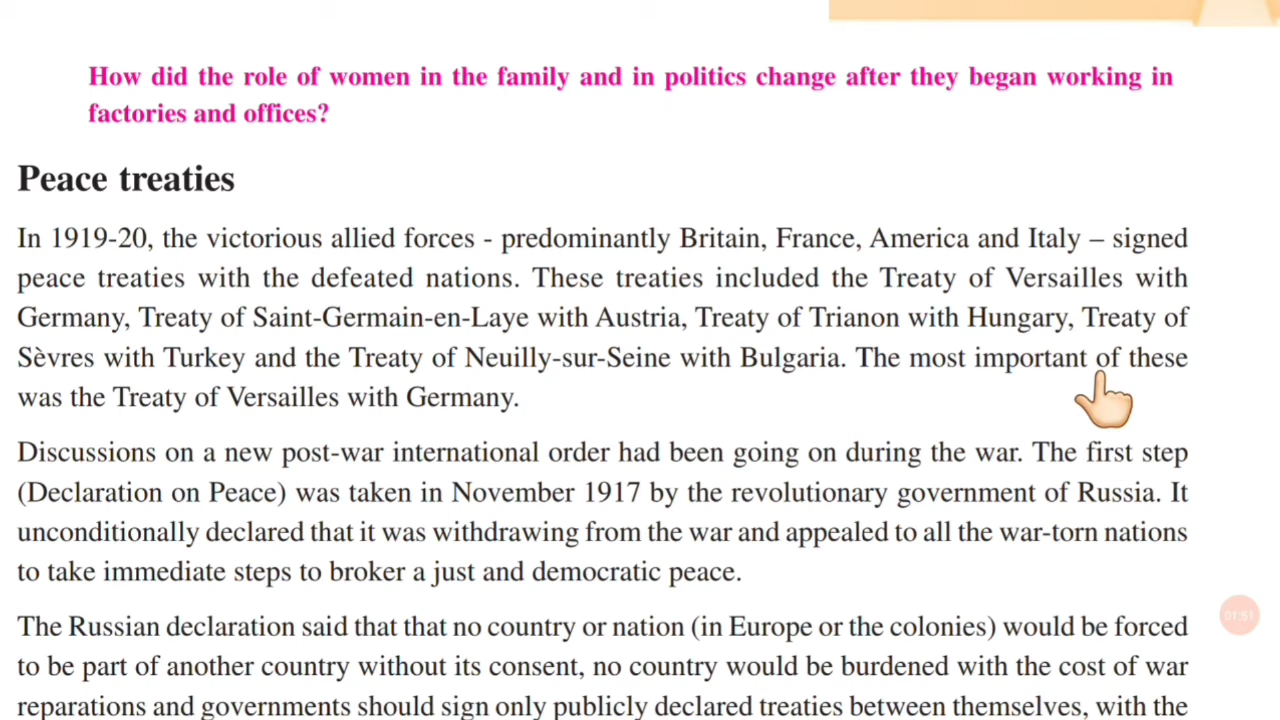 How did the role of women in the family and in politics change after they began working in
factories and offices?
Peace treaties
In 1919-20, the victorious allied forces - predominantly Britain, France, America and Italy – signed
peace treaties with the defeated nations. These treaties included the Treaty of Versailles with
Germany, Treaty of Saint-Germain-en-Laye with Austria, Treaty of Trianon with Hungary, Treaty of
Sèvres with Turkey and the Treaty of Neuilly-sur-Seine with Bulgaria. The most important of these
was the Treaty of Versailles with Germany.
Discussions on a new post-war international order had been going on during the war. The first step
(Declaration on Peace) was taken in November 1917 by the revolutionary government of Russia. It
unconditionally declared that it was withdrawing from the war and appealed to all the war-torn nations
to take immediate steps to broker a just and democratic peace.
01:51
The Russian declaration said that that no country or nation (in Europe or the colonies) would be forced
to be part of another country without its consent, no country would be burdened with the cost of war
reparations and governments should sign only publicly declared treaties between themselves, with the